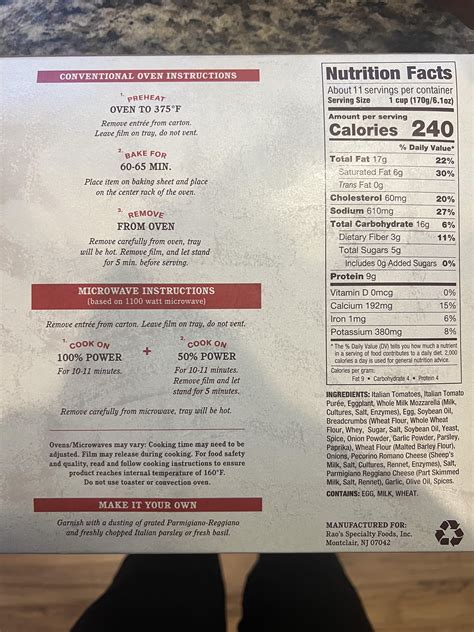 CONVENTIONAL OVEN INSTRUCTIONS
1. PREHEAT
OVEN TO 375°F
Remove entrée from carton.
Leave film on tray, do not vent.
2. BAKE FOR
60-65 MIN.
Place item on baking sheet and place
on the center rack of the oven.
3. REMOVE
FROM OVEN
Remove carefully from oven, tray
will be hot. Remove film, and let stand
for 5 min. before serving.
MICROWAVE INSTRUCTIONS
(based on 1100 watt microwave)
Remove entrée from carton. Leave film on tray, do not vent.
1. COOK ON
100% POWER
For 10-11 minutes.
+
2. COOK ON
50% POWER
For 10-11 minutes.
Remove film and let
stand for 5 minutes.
Remove carefully from microwave, tray will be hot.
Ovens/Microwaves may vary: Cooking time may need to be
adjusted. Film may release during cooking. For food safety
and quality, read and follow cooking instructions to ensure
product reaches internal temperature of 160°F.
Do not use toaster or convection oven.
MAKE IT YOUR OWN
Garnish with a dusting of grated Parmigiano-Reggiano
and freshly chopped Italian parsley or fresh basil.
Nutrition Facts
About 11 servings per container
Serving Size 1 cup (170g/6.1oz)
Amount per serving
Calories 240
% Daily Value*
Total Fat 17g 22%
Saturated Fat 6g 30%
Trans Fat 0g
Cholesterol 60mg 20%
Sodium 610mg 27%
Total Carbohydrate 16g 6%
Dietary Fiber 3g 11%
Total Sugars 5g
Includes 0g Added Sugars 0%
Protein 9g
Vitamin D 0mcg 0%
Calcium 192mg 15%
Iron 1mg 6%
Potassium 380mg 8%
* The % Daily Value (DV) tells you how much a nutrient
in a serving of food contributes to a daily diet. 2,000
calories a day is used for general nutrition advice.
Calories per gram:
Fat 9 • Carbohydrate 4 • Protein 4
INGREDIENTS: Italian Tomatoes, Italian Tomato
Purée, Eggplant, Whole Milk Mozzarella (Milk,
Cultures, Salt, Enzymes), Egg, Soybean Oil,
Breadcrumbs (Wheat Flour, Whole Wheat
Flour, Whey, Sugar, Salt, Soybean Oil, Yeast,
Spice, Onion Powder, Garlic Powder, Parsley,
Paprika), Wheat Flour (Malted Barley Flour),
Onions, Pecorino Romano Cheese (Sheep's
Milk, Salt, Cultures, Rennet, Enzymes), Salt,
Parmigiano Reggiano Cheese (Part Skimmed
Milk, Salt, Rennet), Garlic, Olive Oil, Spices.
CONTAINS: EGG, MILK, WHEAT.
MANUFACTURED FOR:
Rao's Specialty Foods, Inc.
Montclair, NJ 07042